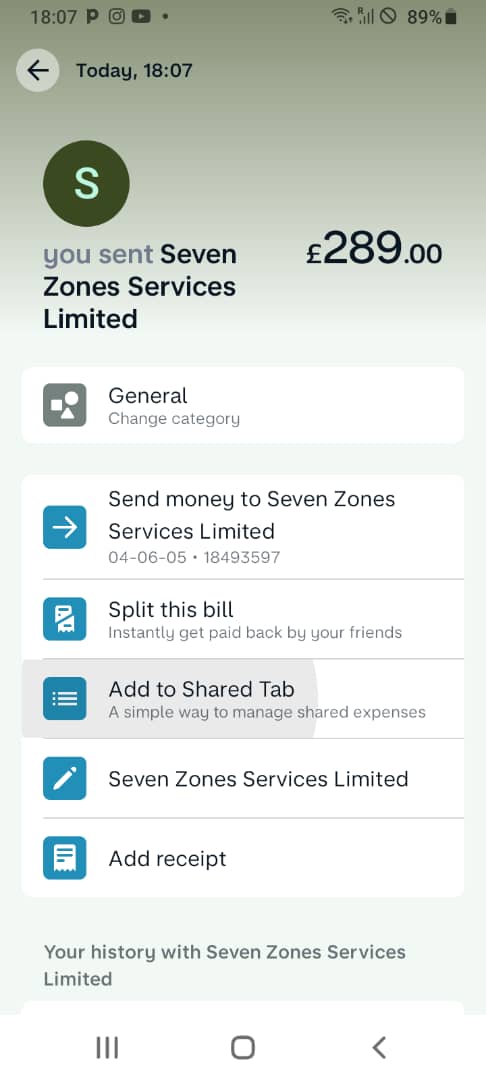 18:07
89%
Today, 18:07
S
you sent Seven
Zones Services
Limited
£289.00
General
Change category
Send money to Seven Zones
Services Limited
04-06-05 • 18493597
Split this bill
Instantly get paid back by your friends
Add to Shared Tab
A simple way to manage shared expenses
Seven Zones Services Limited
Add receipt
Your history with Seven Zones Services
Limited